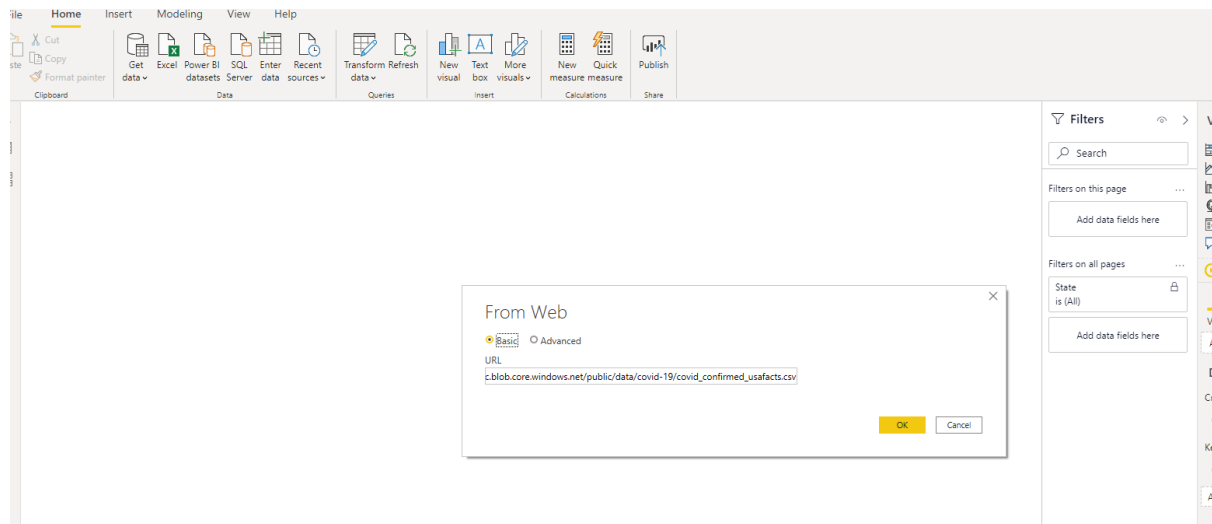 Home Insert Modeling View Help
Cut
Copy
Format painter
Clipboard
Get data
Excel
Power BI datasets
SQL Server
Enter data
Recent sources
Data
Transform data
Refresh
Queries
New visual
Text box
More visuals
Insert
New measure
Quick measure
Calculations
Publish
Share
Filters
Search
Filters on this page ...
Add data fields here
Filters on all pages ...
State
is (All)
Add data fields here
From Web
Basic Advanced
URL
c.blob.core.windows.net/public/data/covid-19/covid_confirmed_usafacts.csv
OK Cancel